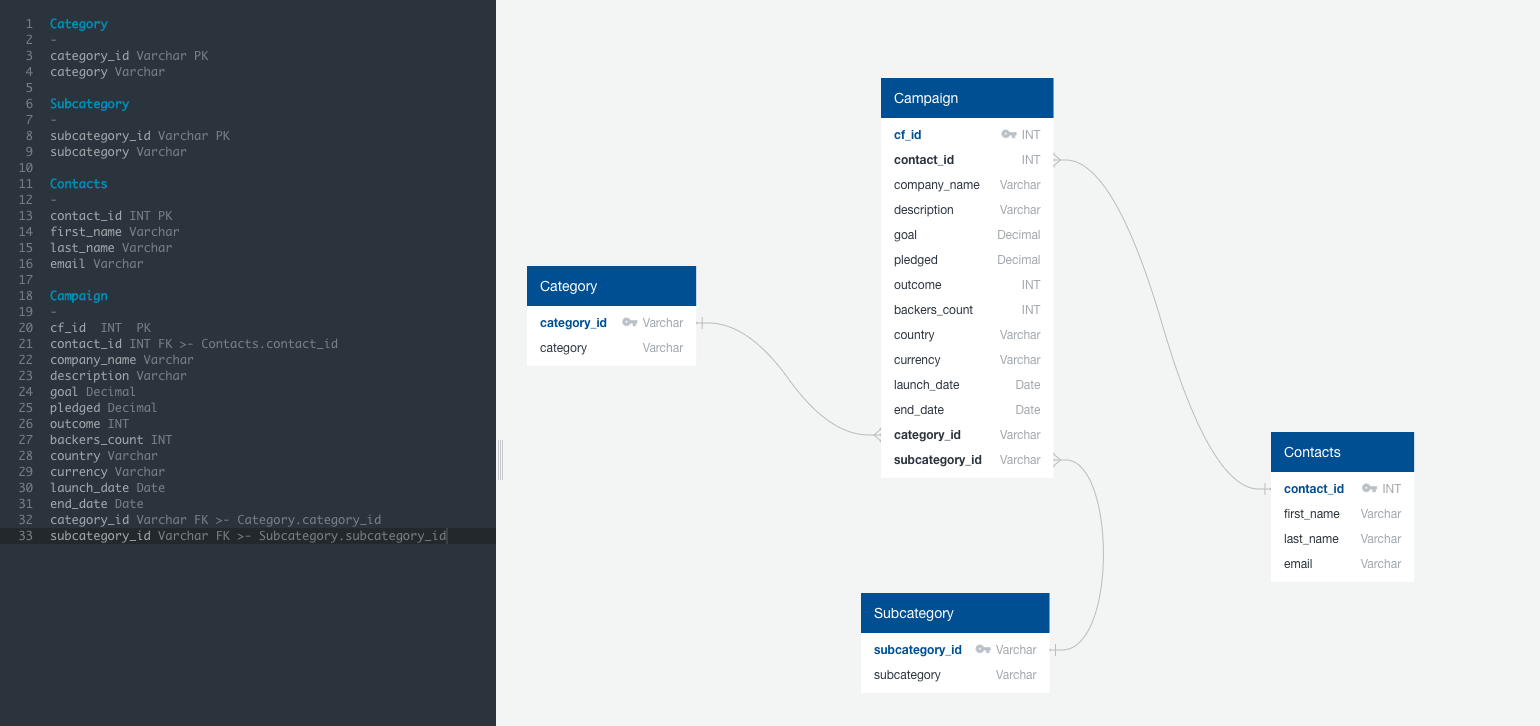 1 Category
2 -
3 category_id Varchar PK
4 category Varchar
5
6 Subcategory
7 -
8 subcategory_id Varchar PK
9 subcategory Varchar
10
11 Contacts
12 -
13 contact_id INT PK
14 first_name Varchar
15 last_name Varchar
16 email Varchar
17
18 Campaign
19 -
20 cf_id  INT  PK
21 contact_id INT FK >- Contacts.contact_id
22 company_name Varchar
23 description Varchar
24 goal Decimal
25 pledged Decimal
26 outcome INT
27 backers_count INT
28 country Varchar
29 currency Varchar
30 launch_date Date
31 end_date Date
32 category_id Varchar FK >- Category.category_id
33 subcategory_id Varchar FK >- Subcategory.subcategory_id
Category
category_id Varchar
category Varchar
Campaign
cf_id INT
contact_id INT
company_name Varchar
description Varchar
goal Decimal
pledged Decimal
outcome INT
backers_count INT
country Varchar
currency Varchar
launch_date Date
end_date Date
category_id Varchar
subcategory_id Varchar
Contacts
contact_id INT
first_name Varchar
last_name Varchar
email Varchar
Subcategory
subcategory_id Varchar
subcategory Varchar